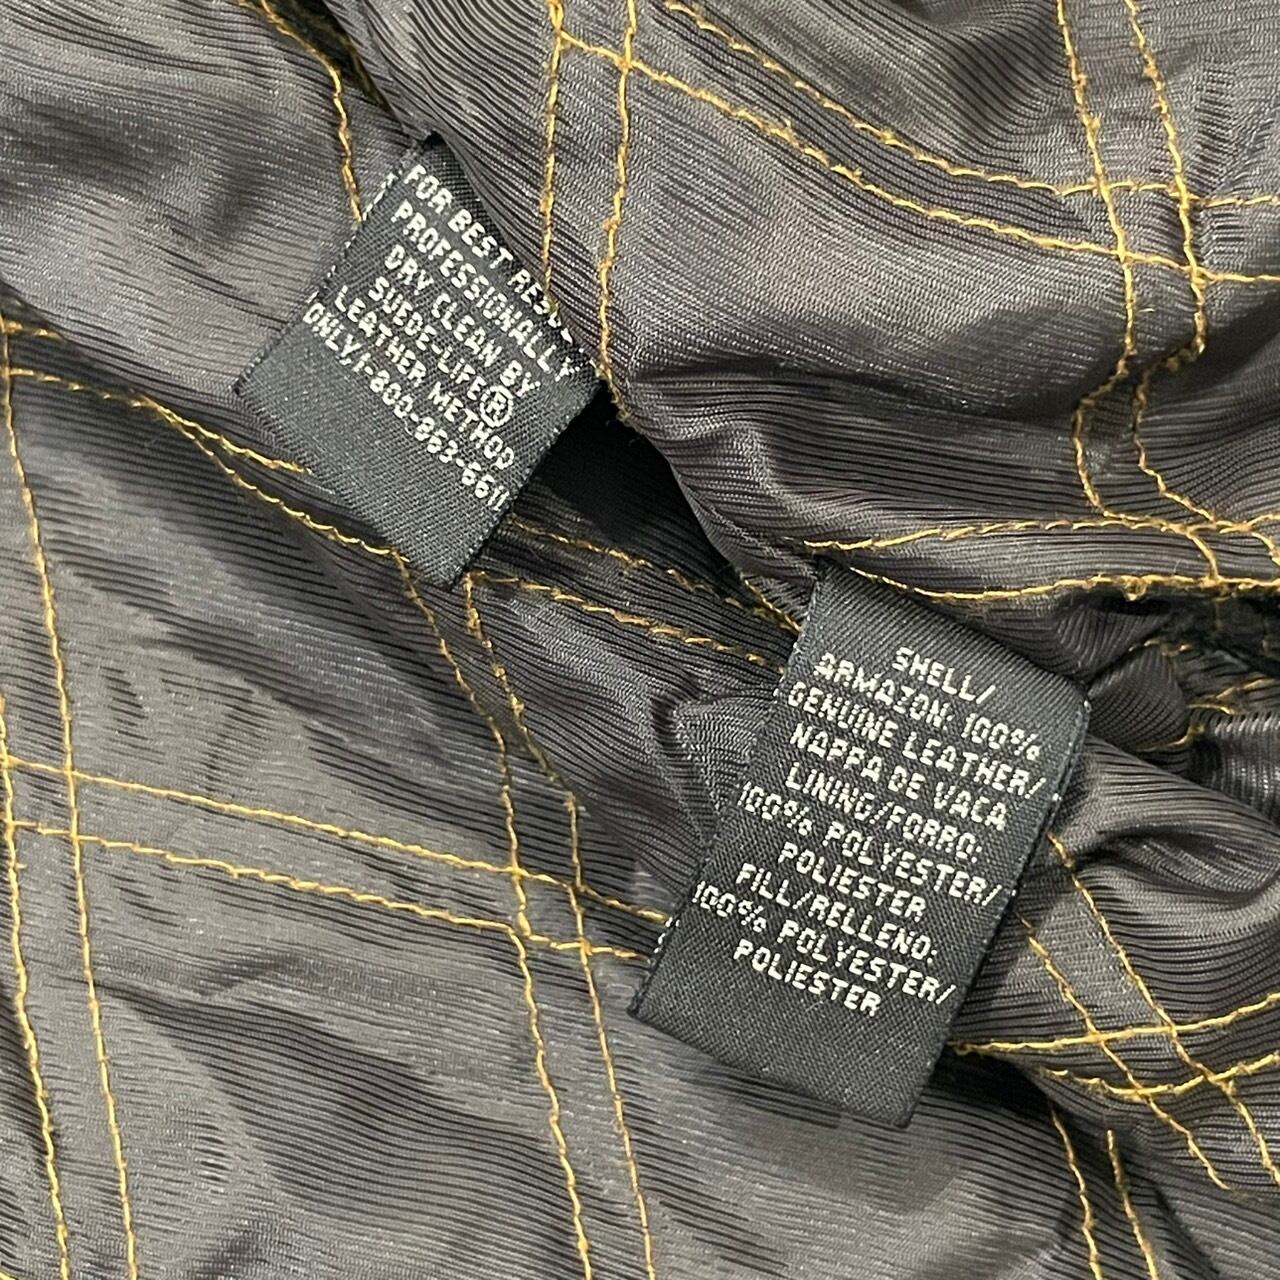 FOR BEST RESUL
PROFESSIONALLY
DRY CLEAN BY
SUEDE-LIFE®
LEATHER METHOD
ONLY/1-800-863-6611
SHELL/
ARMAZON: 100%
GENUINE LEATHER/
NAPPA DE VACA
LINING/FORRO:
100% POLYESTER/
POLIESTER
FILL/RELLENO:
100% POLYESTER/
POLIESTER